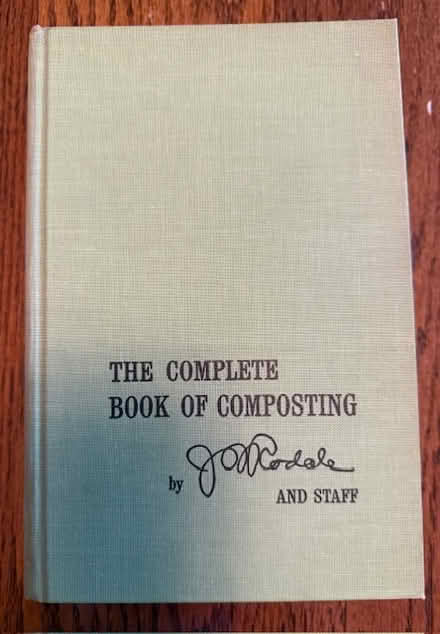 THE COMPLETE
BOOK OF COMPOSTING
by J I Rodale
AND STAFF